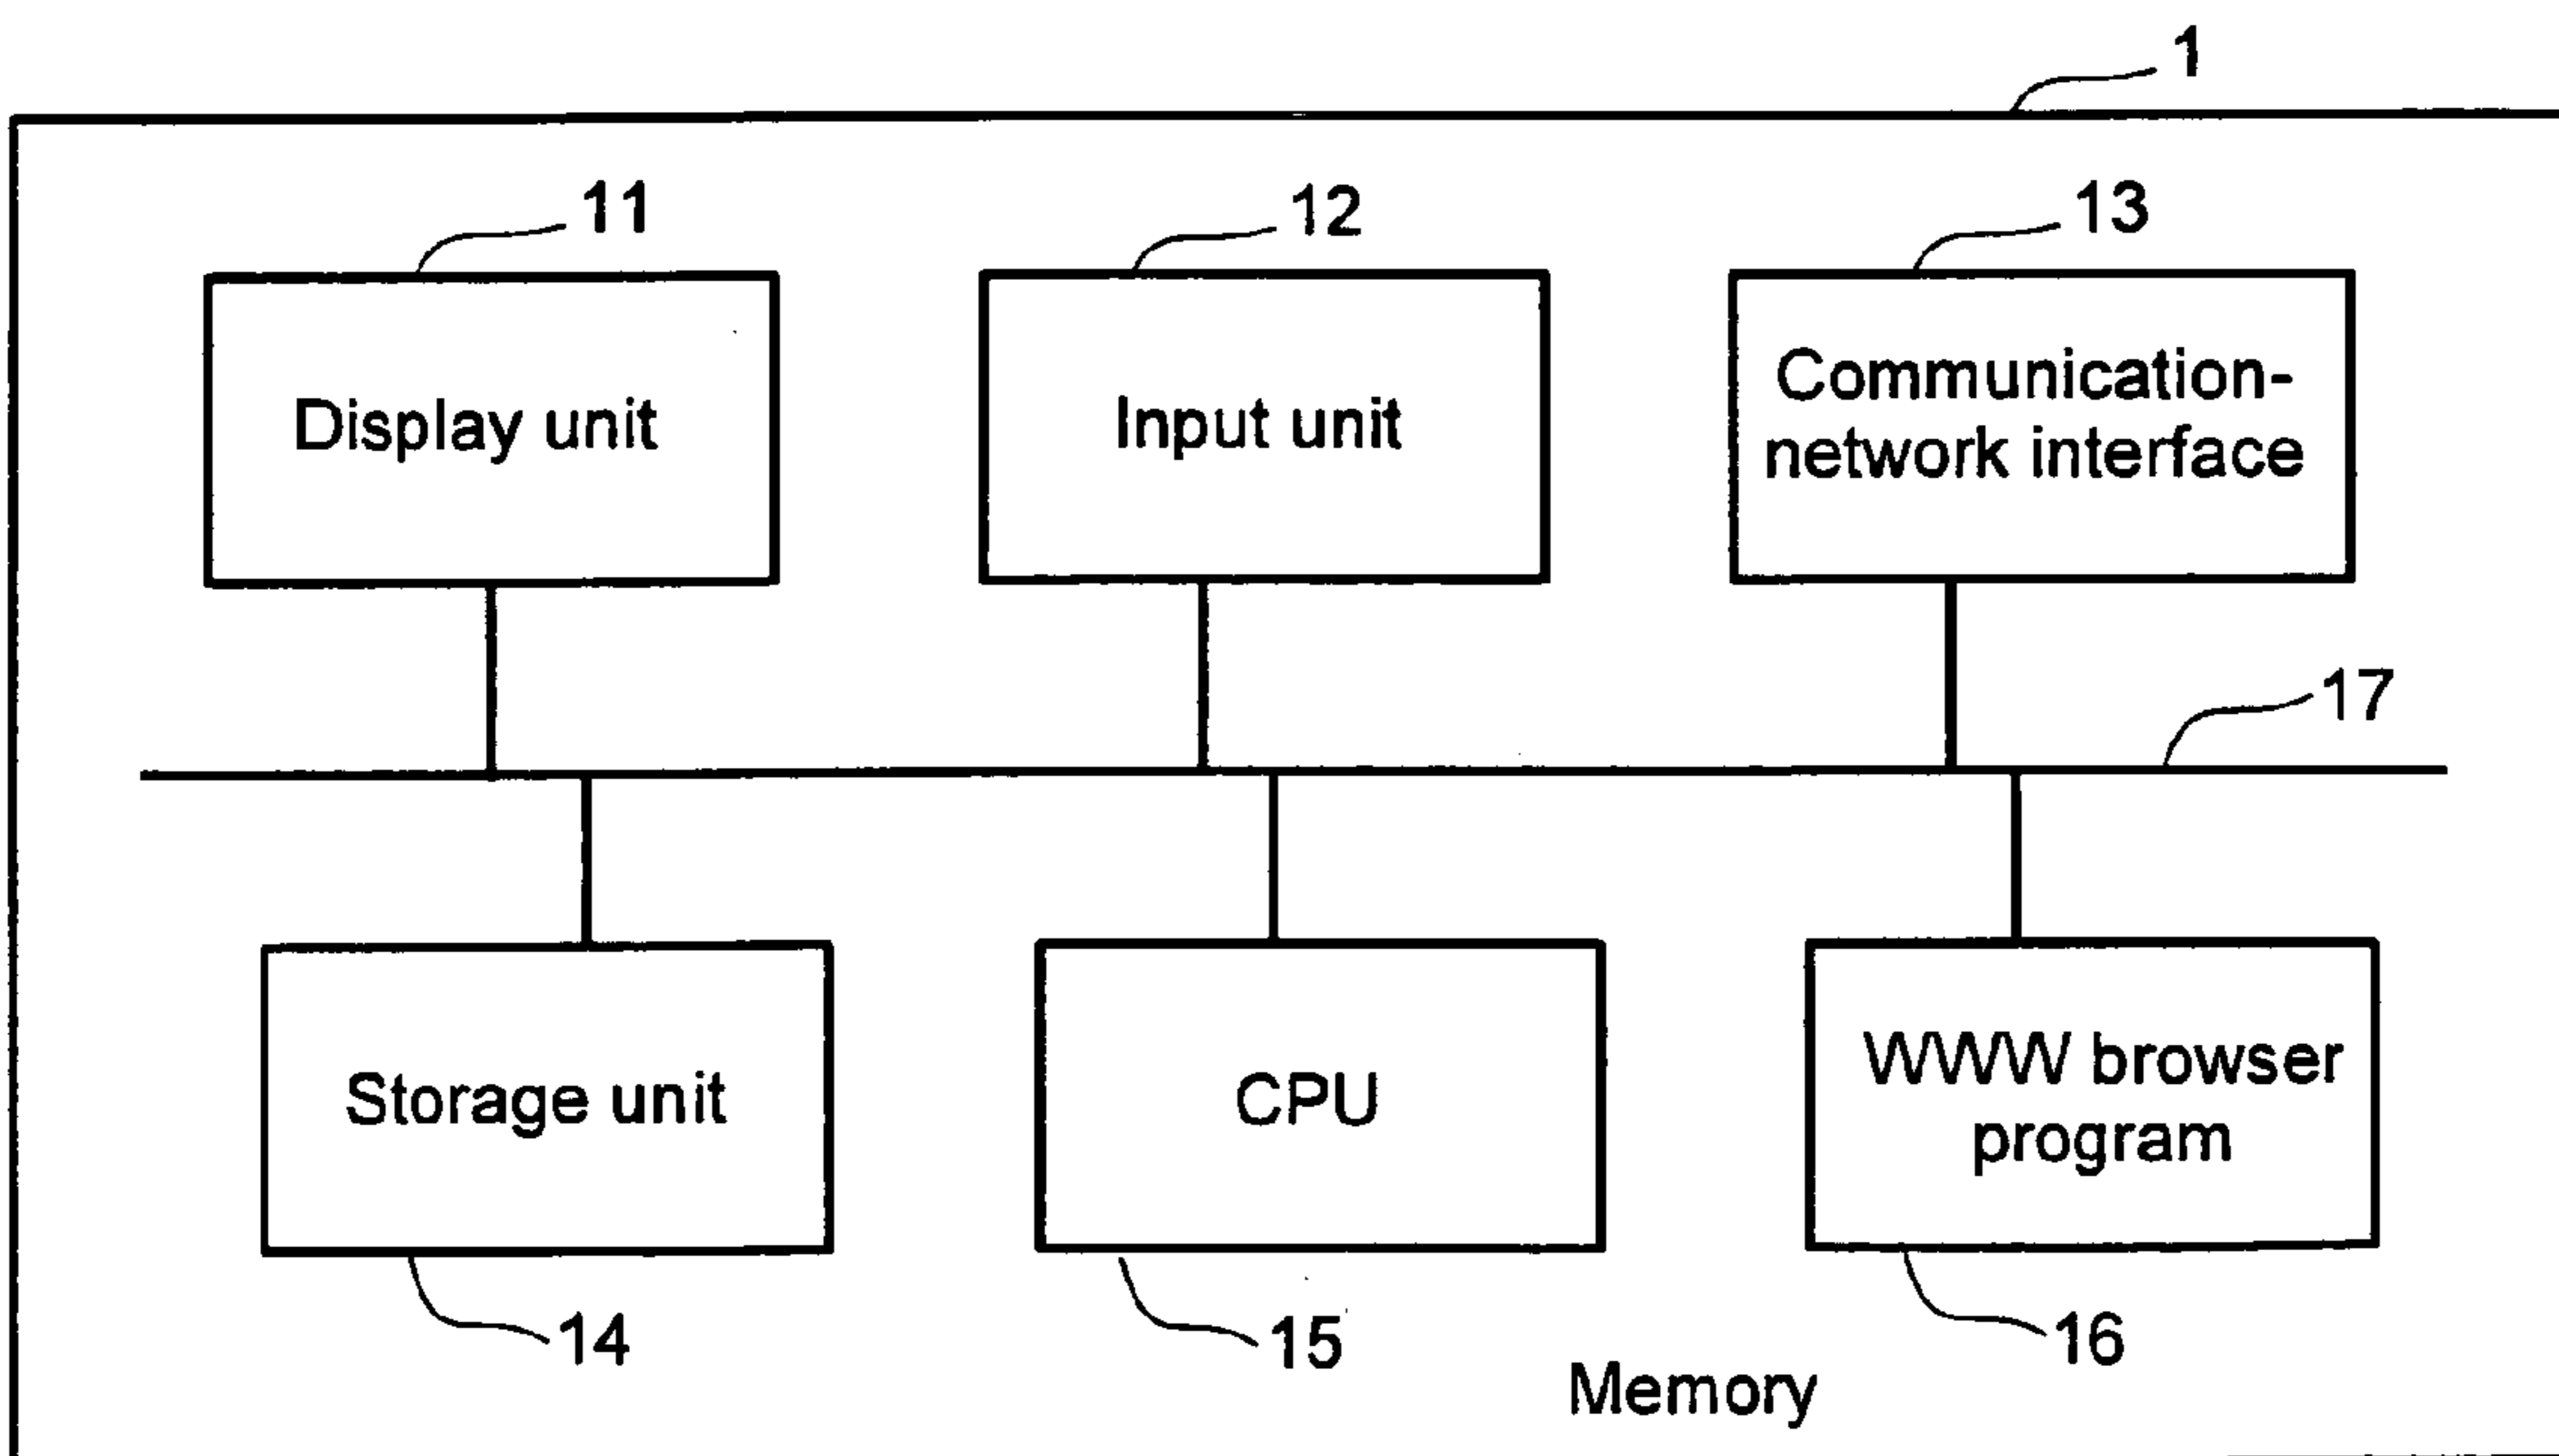 1
11
12
13
Display unit
Input unit
Communication-
network interface
17
Storage unit
CPU
WWW browser
program
14
15
16
Memory